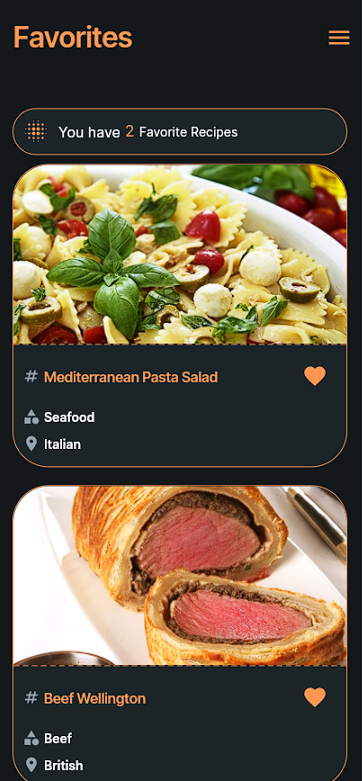 Favorites
You have 2 Favorite Recipes
# Mediterranean Pasta Salad
Seafood
Italian
# Beef Wellington
Beef
British